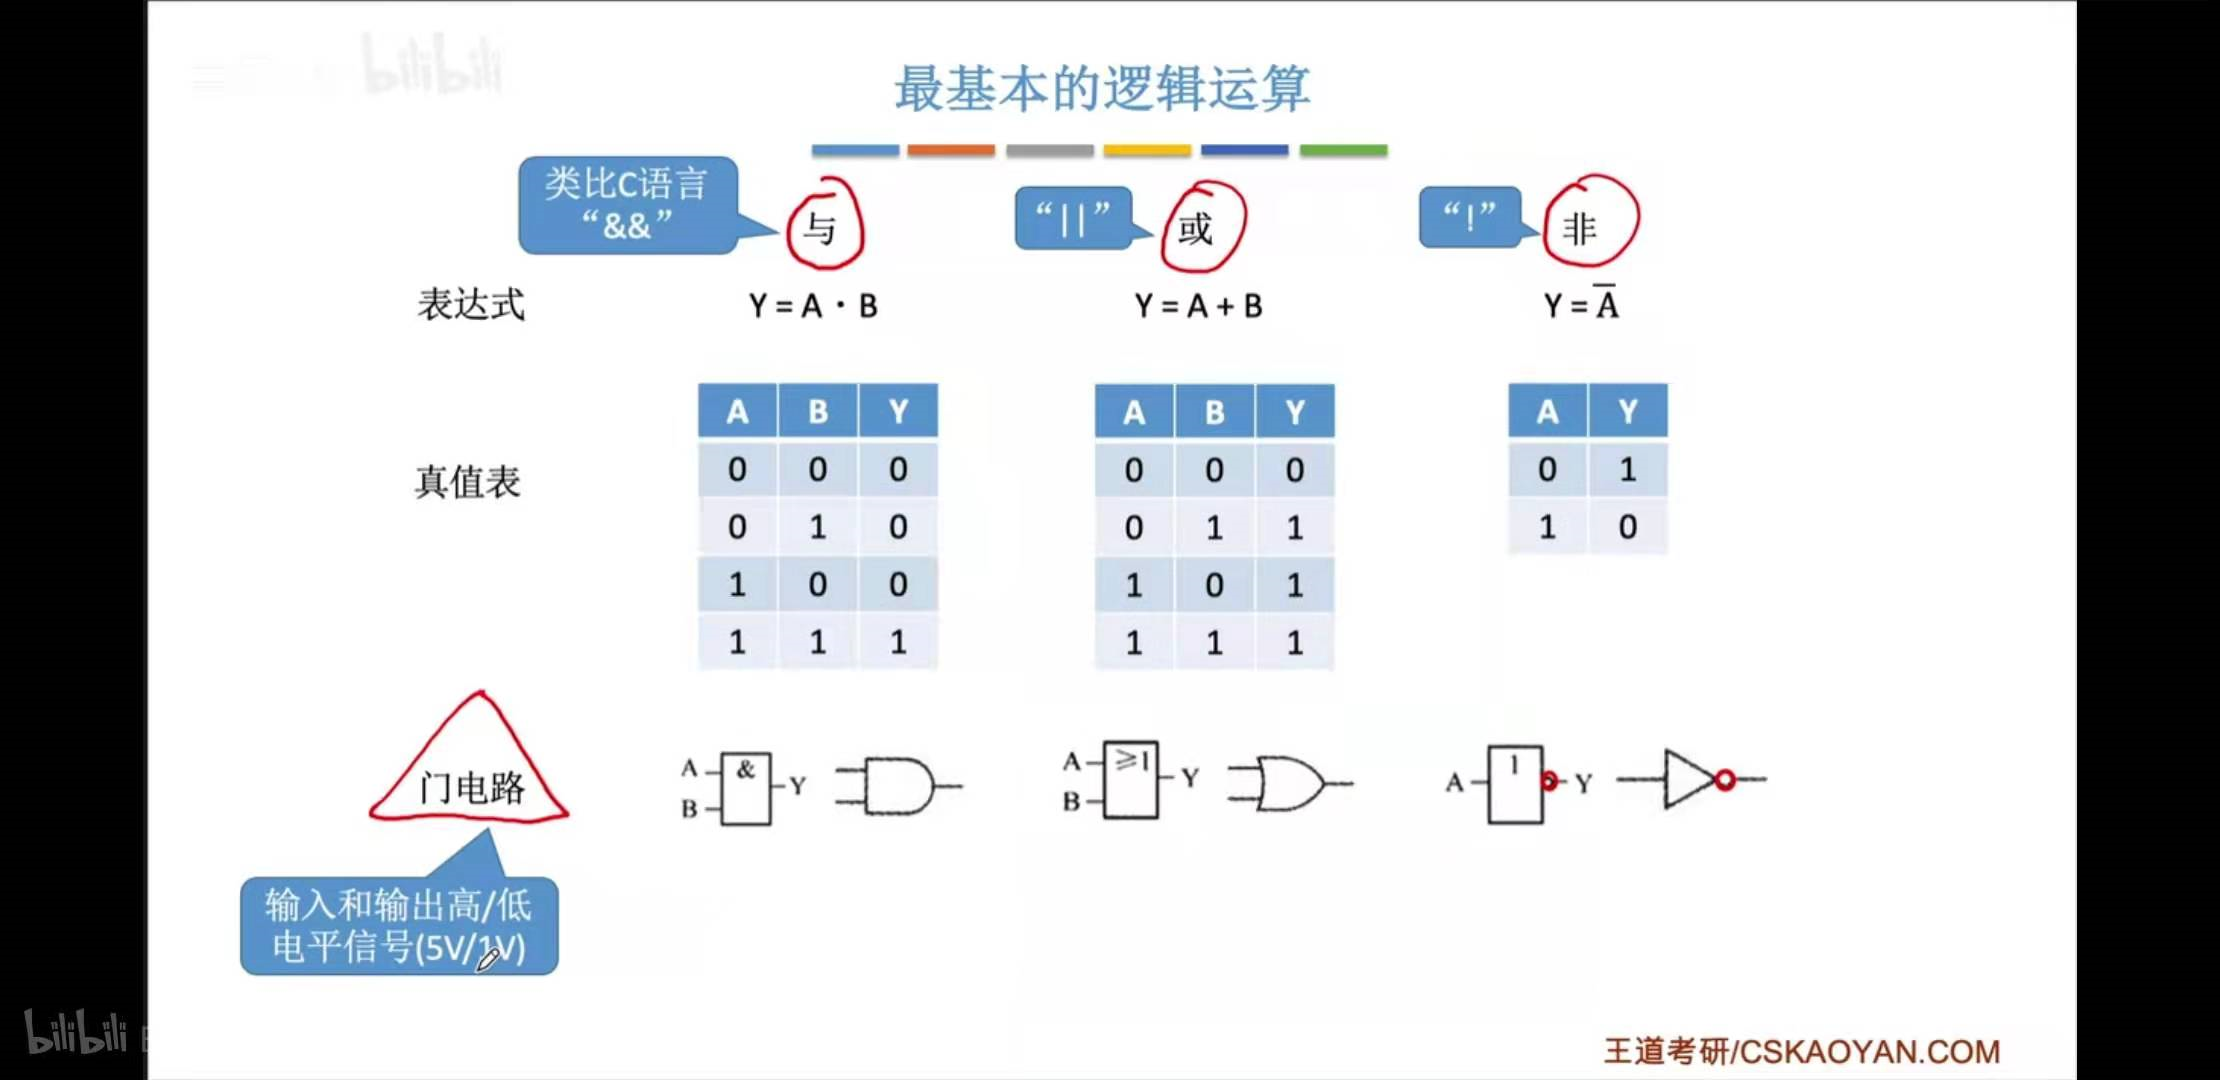 bilibili
最基本的逻辑运算
类比C语言
“&&”
与
“||”
或
“!”
非
表达式
Y = A · B
Y = A + B
Y = A̅
真值表
A B Y
0 0 0
0 1 0
1 0 0
1 1 1
A B Y
0 0 0
0 1 1
1 0 1
1 1 1
A Y
0 1
1 0
门电路
A & Y
B
A ≥1 Y
B
A 1 Y
输入和输出高/低
电平信号(5V/1V)
bilibili
王道考研/CSKAOYAN.COM